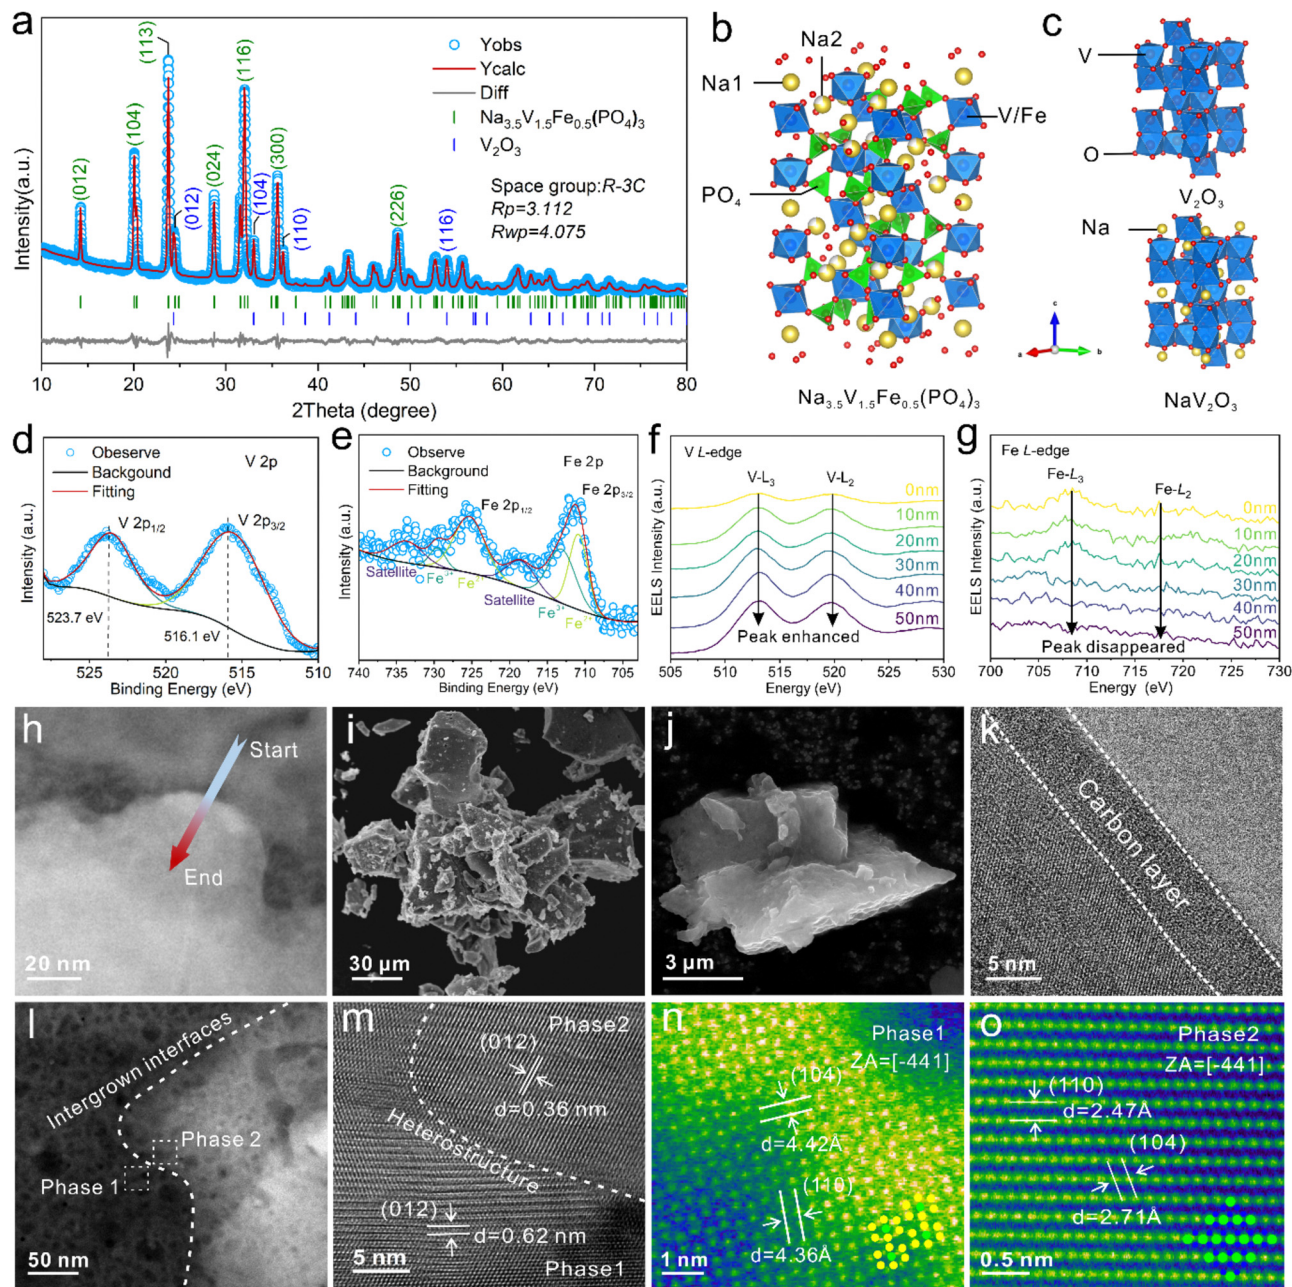 a
Intensity(a.u.)
(012)
(104)
(113)
(012)
(024)
(116)
(104)
(300)
(110)
(226)
(116)
Yobs
Ycalc
Diff
Na3.5V1.5Fe0.5(PO4)3
V2O3
Space group:R-3C
Rp=3.112
Rwp=4.075
10 20 30 40 50 60 70 80
2Theta (degree)
b
Na2
Na1
V/Fe
PO4
c
a
b
Na3.5V1.5Fe0.5(PO4)3
c
V
O
V2O3
Na
NaV2O3
d
Obeserve
Backgound
Fitting
V 2p
V 2p1/2
V 2p3/2
523.7 eV
516.1 eV
Intensity (a.u.)
525 520 515 510
Binding Energy (eV)
e
Observe
Background
Fitting
Fe 2p
Fe 2p1/2
Fe 2p3/2
Satellite
Satellite
Fe3+
Fe2+
Intensity (a.u.)
740 735 730 725 720 715 710 705
Binding Energy (eV)
f
V L-edge
V-L3
V-L2
0nm
10nm
20nm
30nm
40nm
50nm
Peak enhanced
EELS Intensity (a.u.)
505 510 515 520 525 530
Energy (eV)
g
Fe L-edge
Fe-L3
Fe-L2
0nm
10nm
20nm
30nm
40nm
50nm
Peak disappeared
EELS Intensity (a.u.)
700 705 710 715 720 725 730
Energy (eV)
h
Start
End
20 nm
i
30 μm
j
3 μm
k
Carbon layer
5 nm
l
Intergrown interfaces
Phase 2
Phase 1
50 nm
m
Phase2
(012)
d=0.36 nm
Heterostructure
(012)
d=0.62 nm
5 nm
Phase1
n
Phase1
ZA=[-441]
(104)
d=4.42Å
(110)
d=4.36Å
1 nm
o
Phase2
ZA=[-441]
(110)
d=2.47Å
(104)
d=2.71Å
0.5 nm